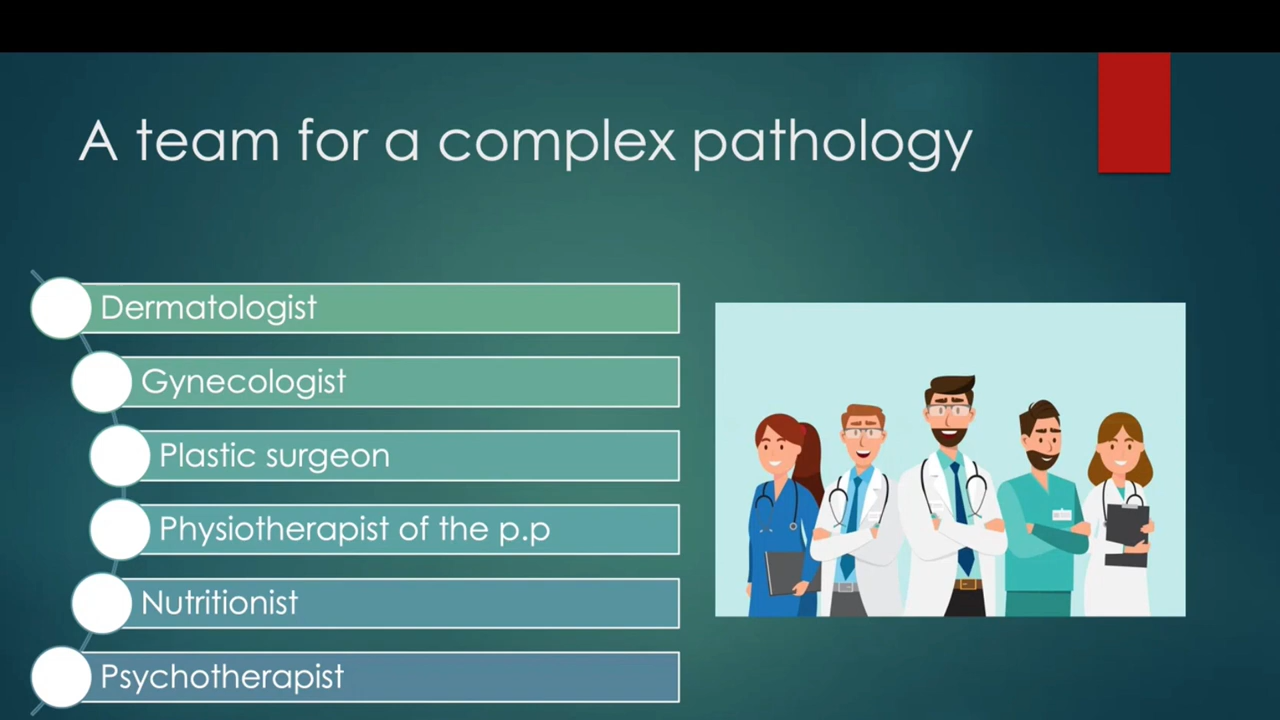 A team for a complex pathology
Dermatologist
Gynecologist
Plastic surgeon
Physiotherapist of the p.p
Nutritionist
Psychotherapist